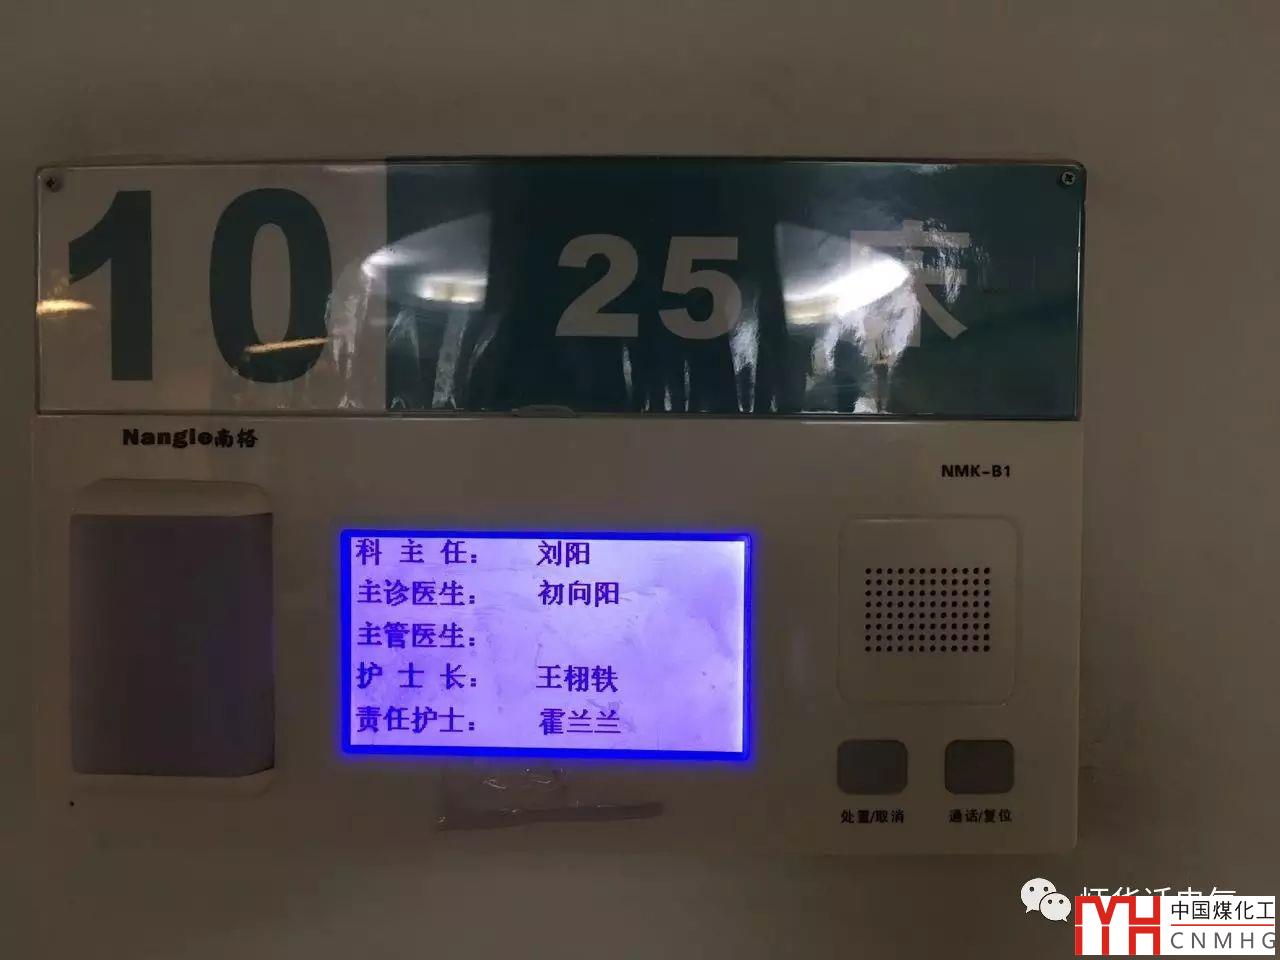 10
25 床
Nangle南格
NMK-B1
科 主 任: 刘阳
主诊医生: 初向阳
主管医生:
护 士 长: 王栩轶
责任护士: 霍兰兰
处置/取消
通话/复位
中国煤化工
MH
CNMHG